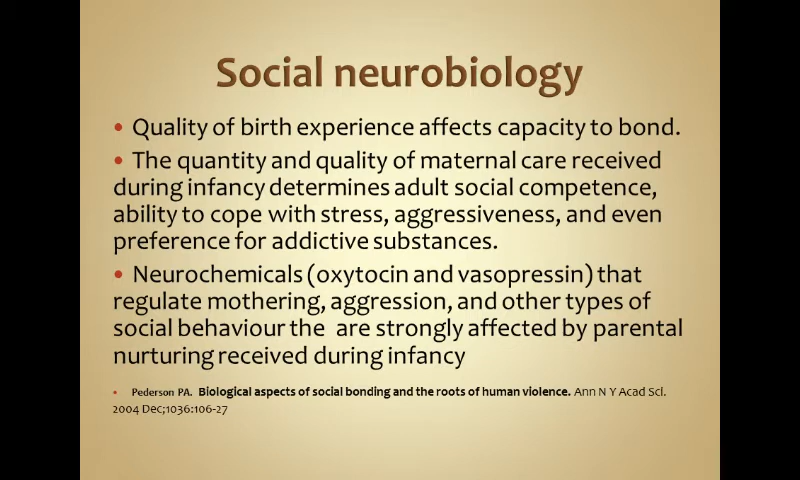 Social neurobiology
• Quality of birth experience affects capacity to bond.
• The quantity and quality of maternal care received
during infancy determines adult social competence,
ability to cope with stress, aggressiveness, and even
preference for addictive substances.
• Neurochemicals (oxytocin and vasopressin) that
regulate mothering, aggression, and other types of
social behaviour the  are strongly affected by parental
nurturing received during infancy
• Pederson PA. Biological aspects of social bonding and the roots of human violence. Ann N Y Acad Sci.
2004 Dec;1036:106-27